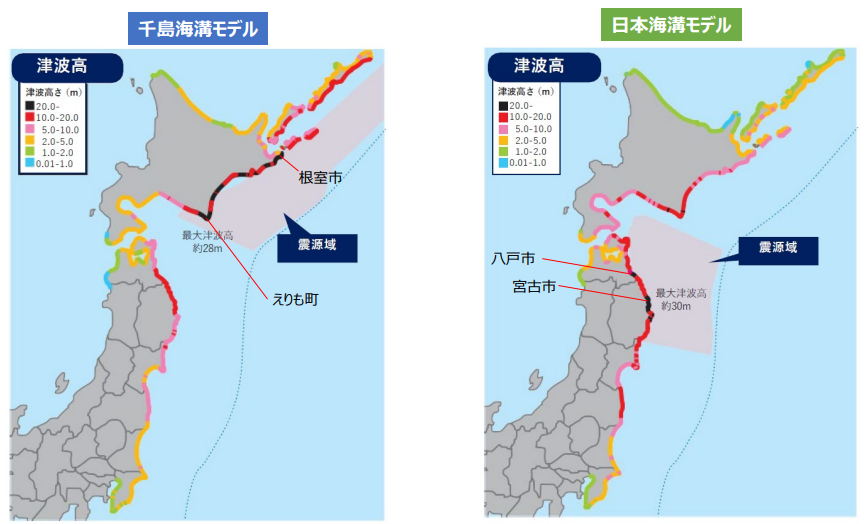 千島海溝モデル
津波高
津波高さ（m）
20.0-
10.0-20.0
5.0-10.0
2.0-5.0
1.0-2.0
0.01-1.0
根室市
最大津波高
約28m
震源域
えりも町
日本海溝モデル
津波高
津波高さ（m）
20.0-
10.0-20.0
5.0-10.0
2.0-5.0
1.0-2.0
0.01-1.0
震源域
八戸市
宮古市
最大津波高
約30m